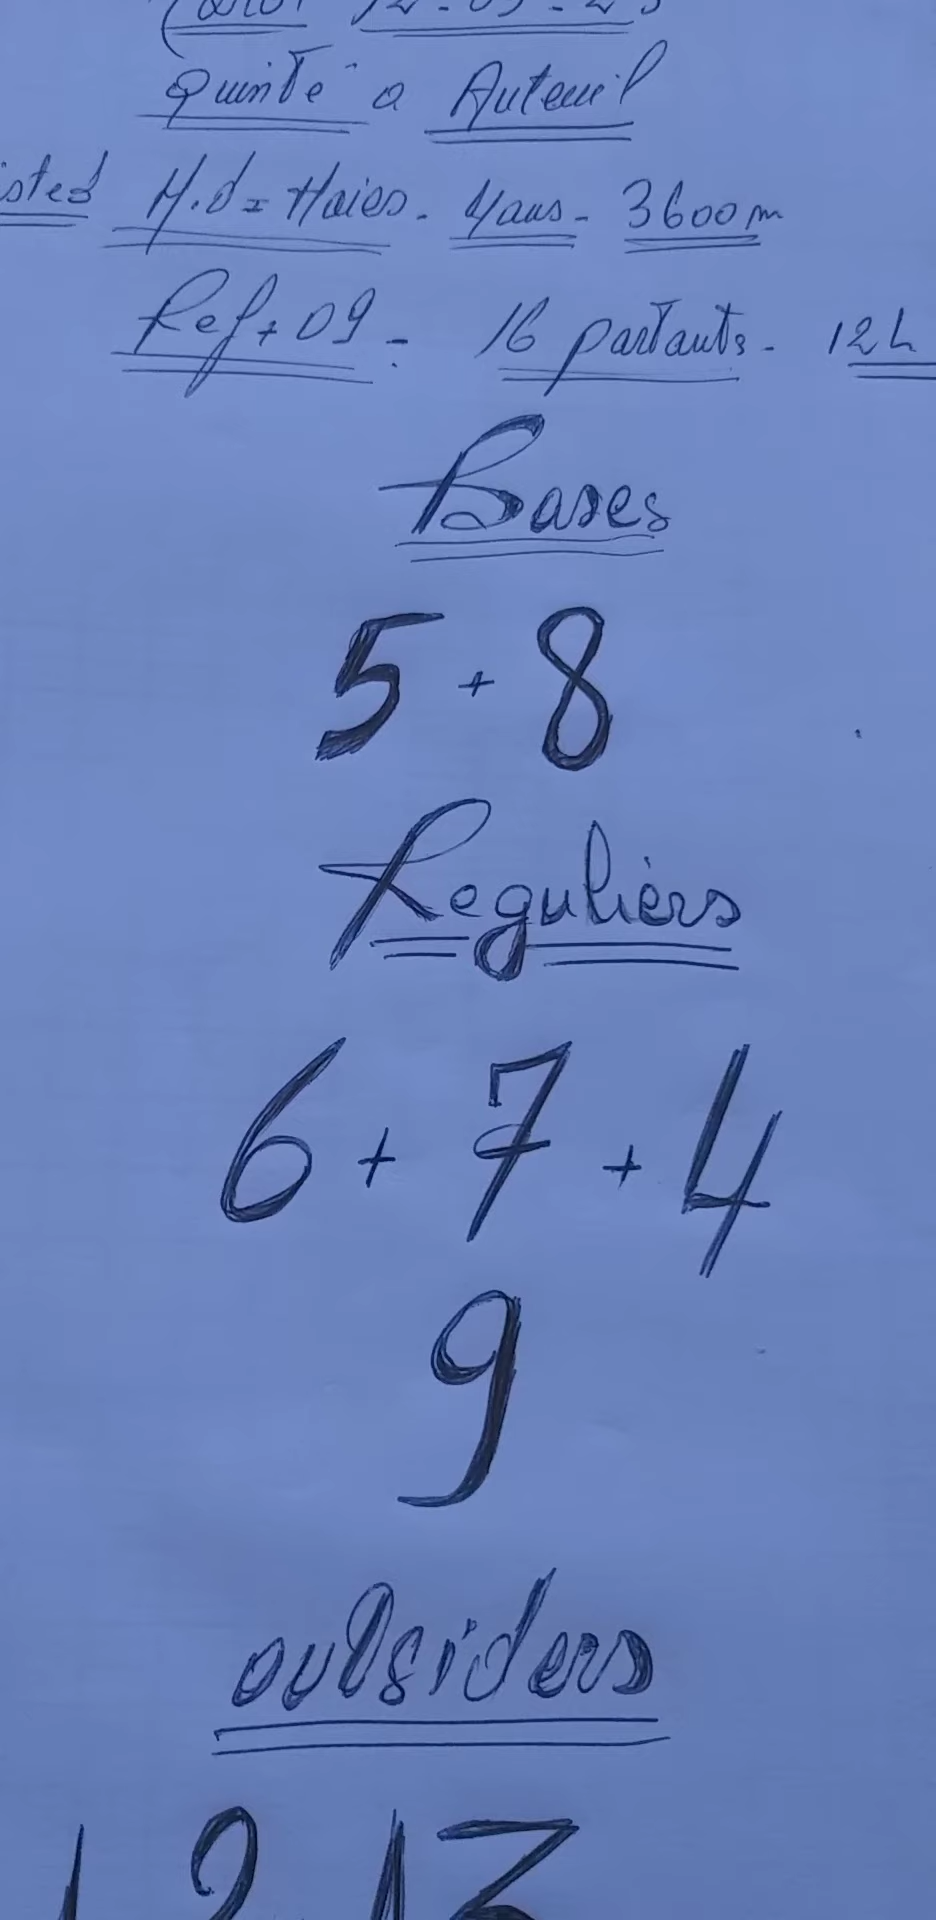 Quinté à Auteuil
Listed H.d = Haies - 4ans - 3600m
Ref + 09 = 16 partants - 12h
Bases
5 + 8
Reguliers
6 + 7 + 4
9
outsiders